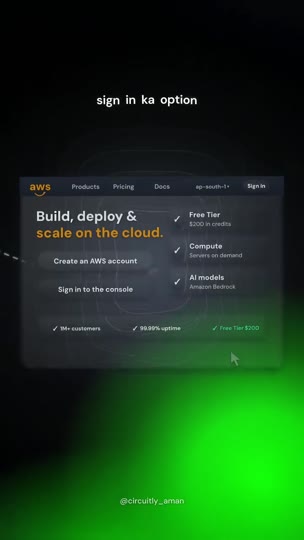 sign in ka option
aws
Products
Pricing
Docs
ap-south-1
Sign in
Build, deploy &
scale on the cloud.
Create an AWS account
Sign in to the console
✓ Free Tier
$200 in credits
✓ Compute
Servers on demand
✓ AI models
Amazon Bedrock
✓ 1M+ customers
✓ 99.99% uptime
✓ Free Tier $200
@circuitly_aman